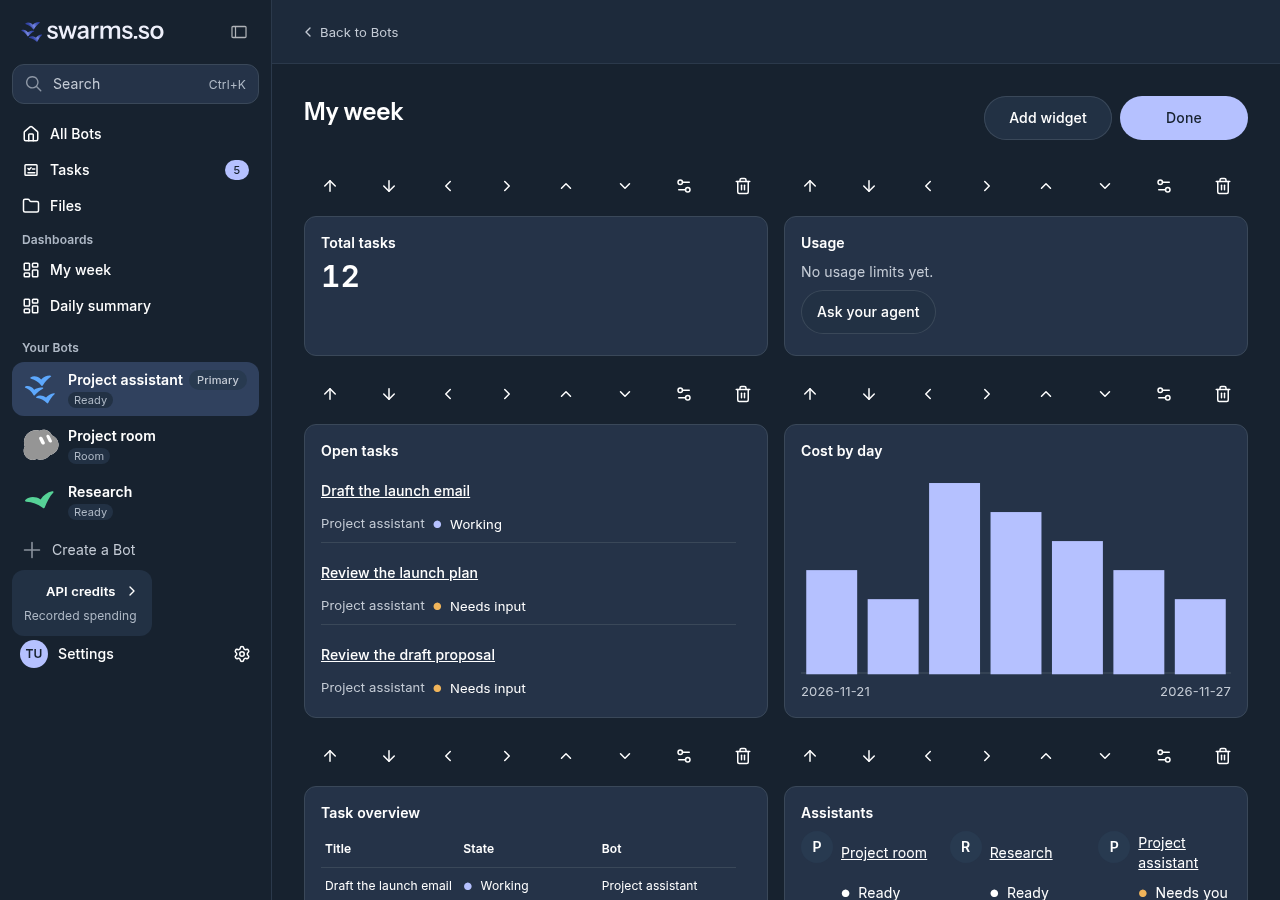 swarms.so
Search Ctrl+K
All Bots
Tasks 5
Files
Dashboards
My week
Daily summary
Your Bots
Project assistant Primary
Ready
Project room
Room
Research
Ready
Create a Bot
API credits
Recorded spending
TU Settings
Back to Bots
My week
Add widget
Done
Total tasks
12
Usage
No usage limits yet.
Ask your agent
Open tasks
Draft the launch email
Project assistant Working
Review the launch plan
Project assistant Needs input
Review the draft proposal
Project assistant Needs input
Cost by day
2026-11-21 2026-11-27
Task overview
Title State Bot
Draft the launch email Working Project assistant
Assistants
P Project room
Ready
R Research
Ready
P Project
assistant
Needs you